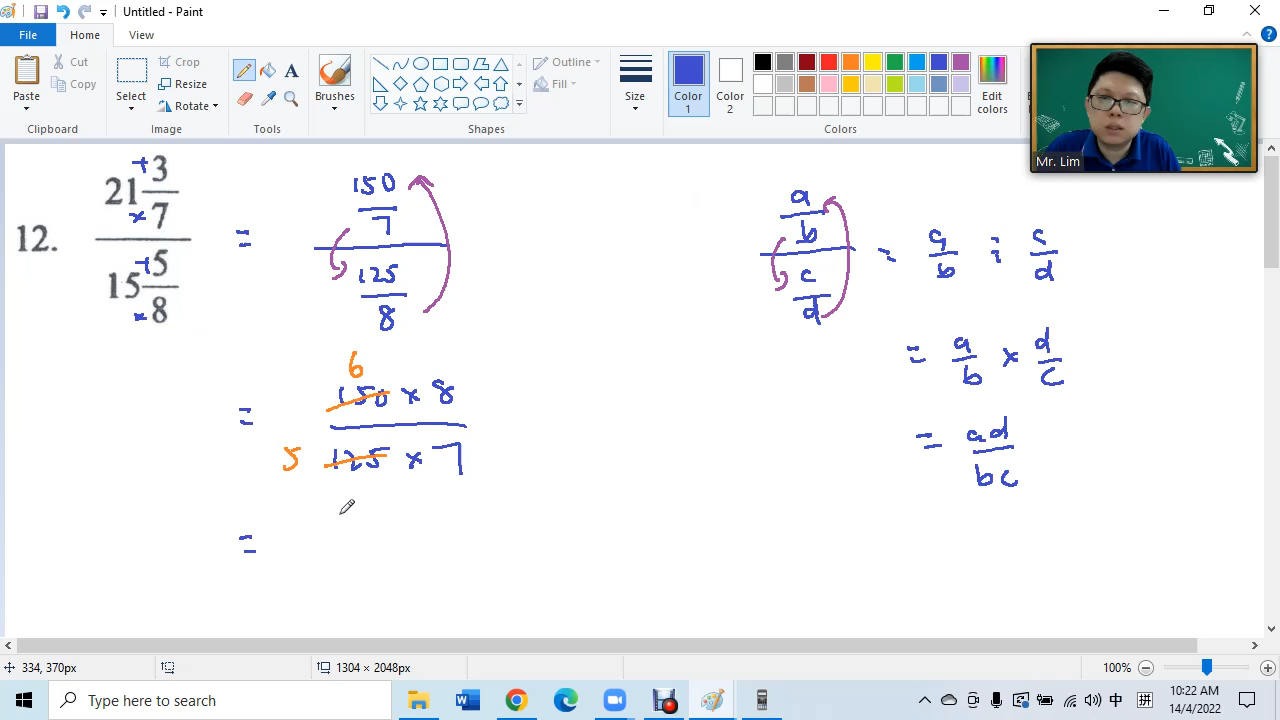 Untitled - Paint
File Home View
Paste Cut Copy Clipboard
Select Crop Resize Rotate Image
A Tools
Brushes
Outline Fill Shapes
Size
Color 1 Color 2 Edit colors Colors
Mr. Lim
12. 21 + 3 × 7
15 + 5 × 8
= 150 7
125 8
= 6 150 × 8
5 125 × 7
=
a b
c d
= a b ÷ c d
= a b × d c
= ad
bc
334, 370px 1304 × 2048px 100%
Type here to search
中 拼 10:22 AM
14/4/2022